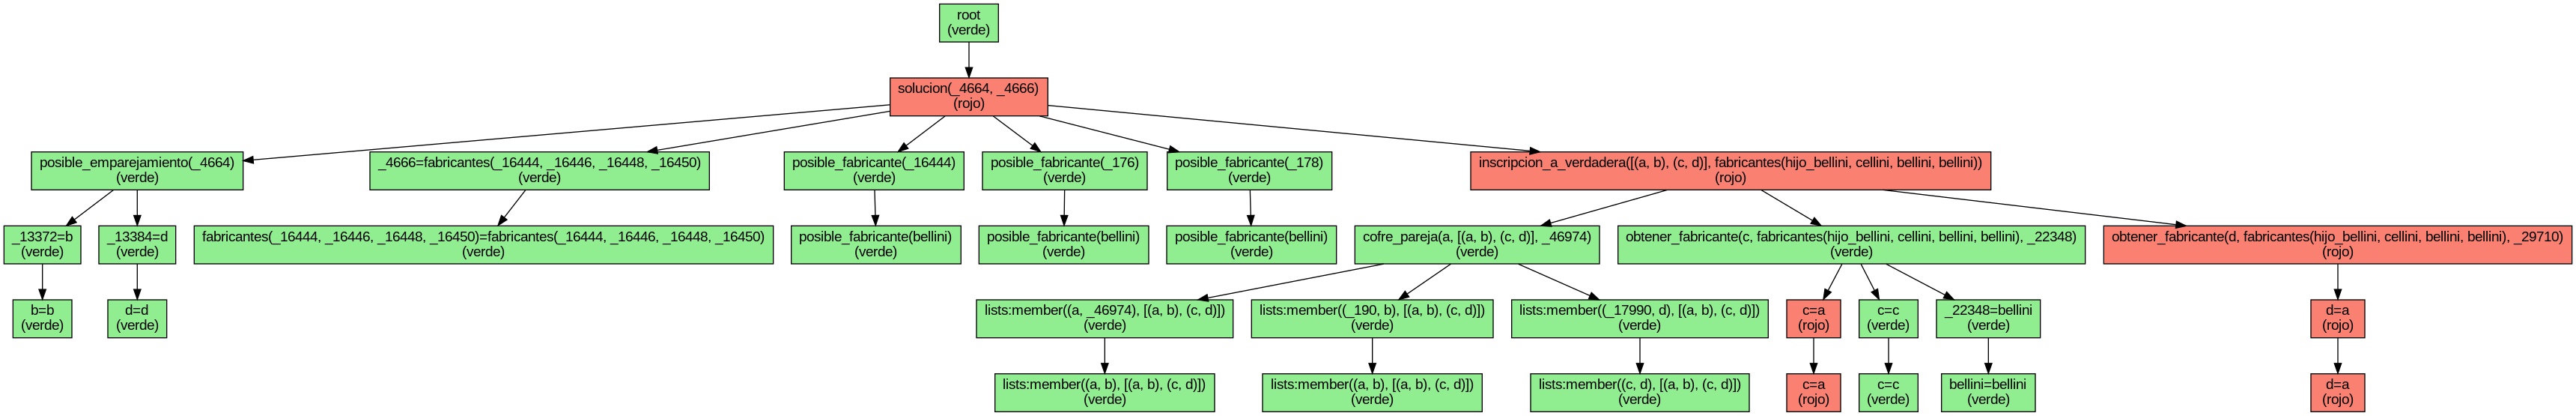 root
(verde)
solucion(_4664, _4666)
(rojo)
posible_emparejamiento(_4664)
(verde)
_4666=fabricantes(_16444, _16446, _16448, _16450)
(verde)
posible_fabricante(_16444)
(verde)
posible_fabricante(_176)
(verde)
posible_fabricante(_178)
(verde)
inscripcion_a_verdadera([(a, b), (c, d)], fabricantes(hijo_bellini, cellini, bellini, bellini))
(rojo)
_13372=b
(verde)
_13384=d
(verde)
fabricantes(_16444, _16446, _16448, _16450)=fabricantes(_16444, _16446, _16448, _16450)
(verde)
posible_fabricante(bellini)
(verde)
posible_fabricante(bellini)
(verde)
posible_fabricante(bellini)
(verde)
cofre_pareja(a, [(a, b), (c, d)], _46974)
(verde)
obtener_fabricante(c, fabricantes(hijo_bellini, cellini, bellini, bellini), _22348)
(verde)
obtener_fabricante(d, fabricantes(hijo_bellini, cellini, bellini, bellini), _29710)
(rojo)
b=b
(verde)
d=d
(verde)
lists:member((a, _46974), [(a, b), (c, d)])
(verde)
lists:member((_190, b), [(a, b), (c, d)])
(verde)
lists:member((_17990, d), [(a, b), (c, d)])
(verde)
c=a
(rojo)
c=c
(verde)
_22348=bellini
(verde)
d=a
(rojo)
lists:member((a, b), [(a, b), (c, d)])
(verde)
lists:member((a, b), [(a, b), (c, d)])
(verde)
lists:member((c, d), [(a, b), (c, d)])
(verde)
c=a
(rojo)
c=c
(verde)
bellini=bellini
(verde)
d=a
(rojo)